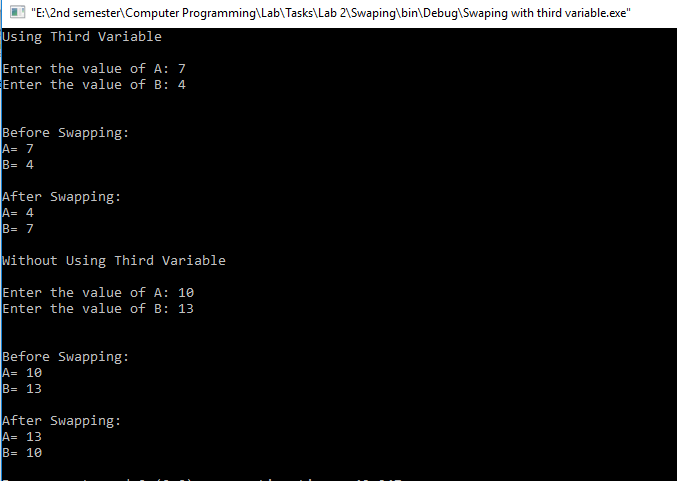 "E:\2nd semester\Computer Programming\Lab\Tasks\Lab 2\Swaping\bin\Debug\Swaping with third variable.exe"
Using Third Variable
Enter the value of A: 7
Enter the value of B: 4
Before Swapping:
A= 7
B= 4
After Swapping:
A= 4
B= 7
Without Using Third Variable
Enter the value of A: 10
Enter the value of B: 13
Before Swapping:
A= 10
B= 13
After Swapping:
A= 13
B= 10